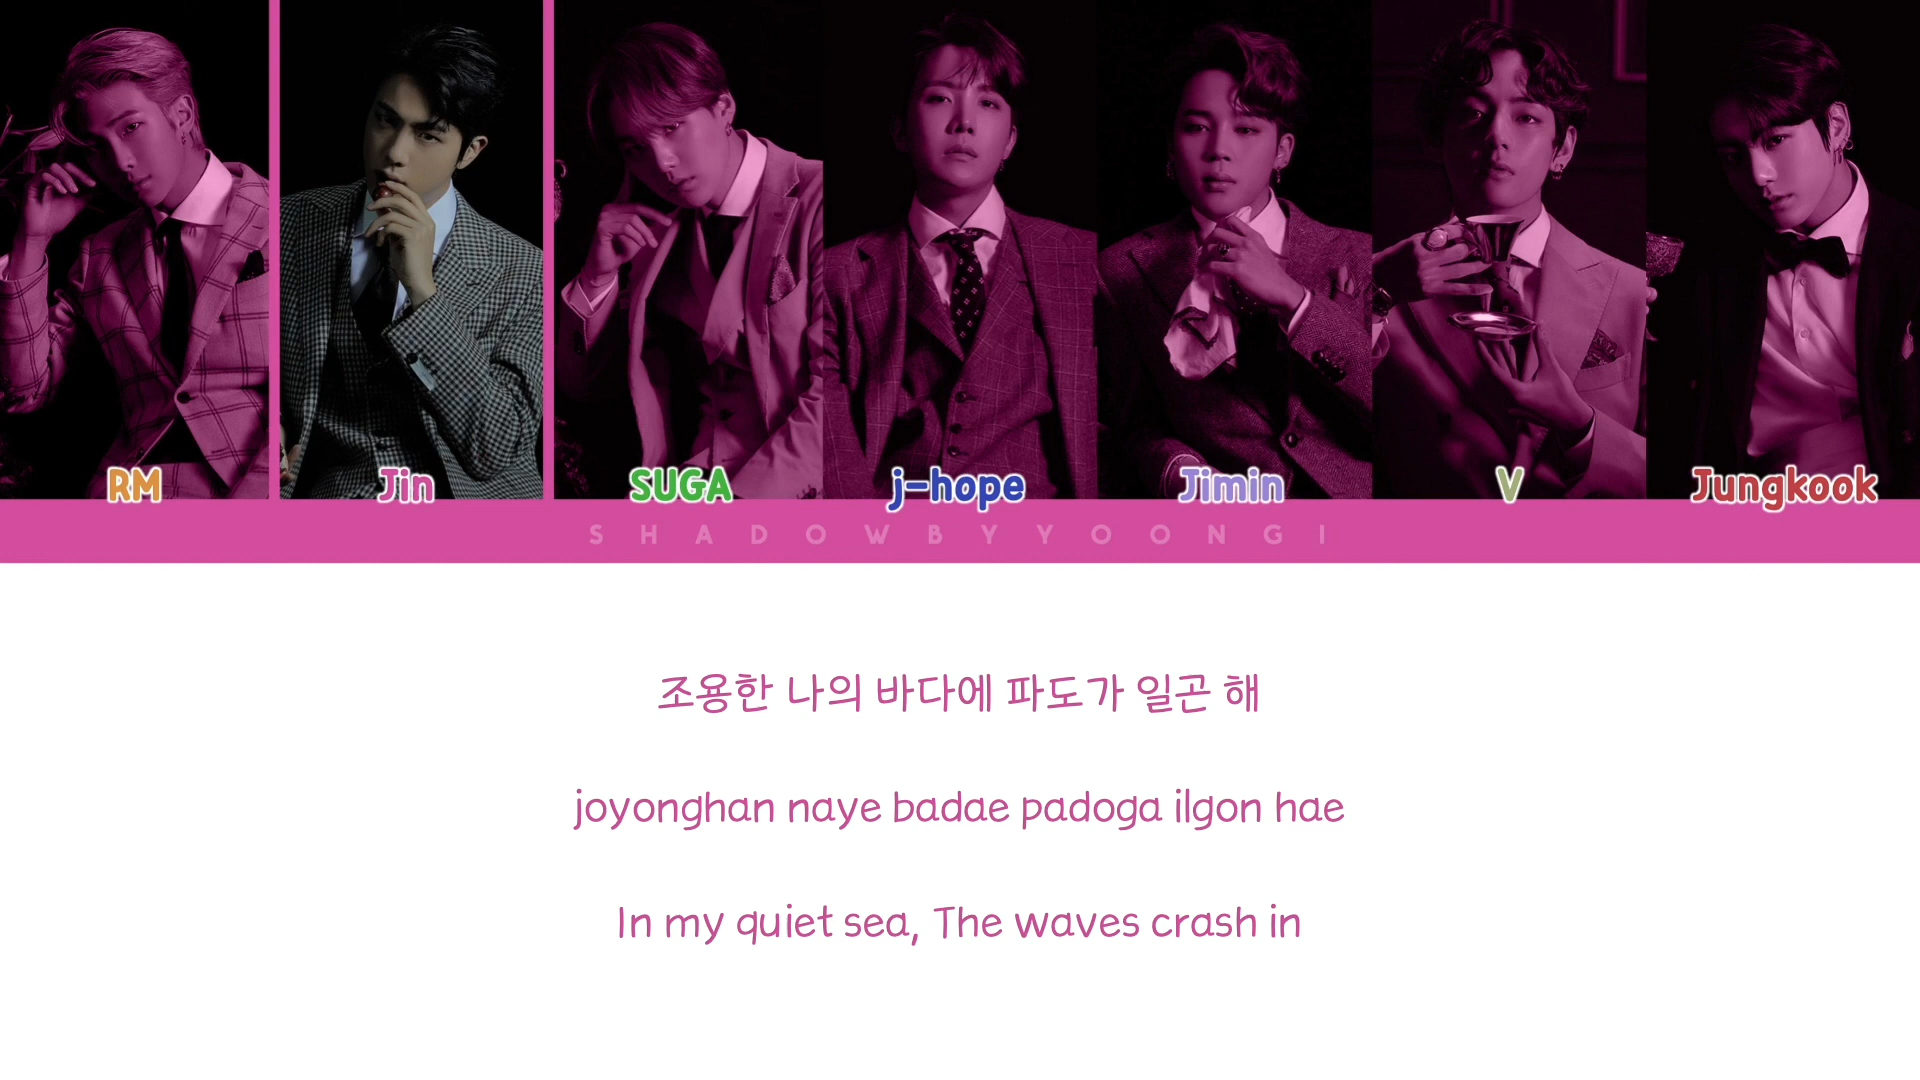 RM Jin SUGA j-hope Jimin V Jungkook
SHADOWBYYOONGI
조용한 나의 바다에 파도가 일곤 해
joyonghan naye badae padoga ilgon hae
In my quiet sea, The waves crash in